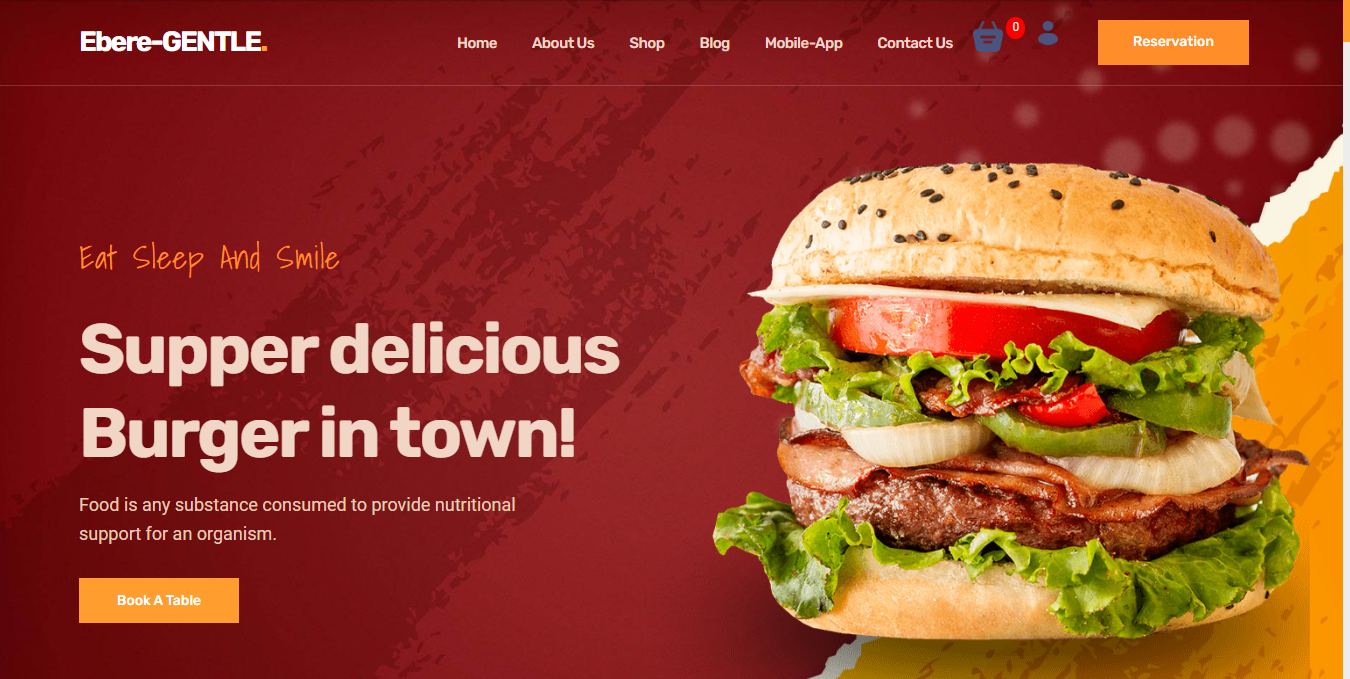 Ebere-GENTLE.
Home
About Us
Shop
Blog
Mobile-App
Contact Us
0
Reservation
Eat Sleep And Smile
Supper delicious
Burger in town!
Food is any substance consumed to provide nutritional
support for an organism.
Book A Table